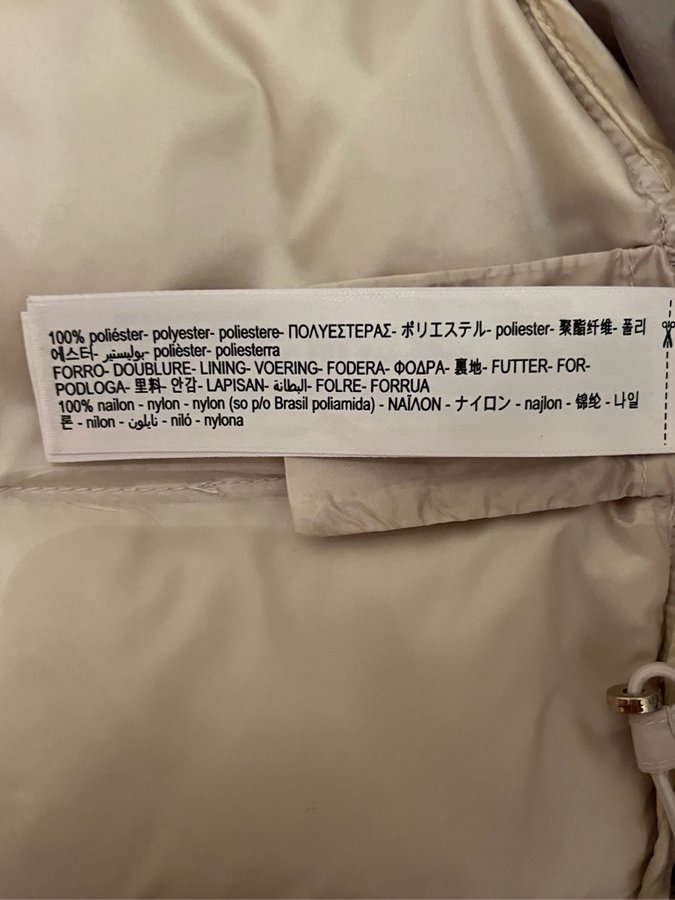 100% poliéster- polyester- poliestere- ΠΟΛΥΕΣΤΕΡΑΣ- ポリエステル- poliester- 聚酯纤维- 폴리
에스터- بوليستير- polièster- poliesterra
FORRO- DOUBLURE- LINING- VOERING- FODERA- ΦΟΔΡΑ- 裏地- FUTTER- FOR-
PODLOGA- 里料- 안감- LAPISAN- البطانة- FOLRE- FORRUA
100% nailon - nylon - nylon (so p/o Brasil poliamida) - ΝΑΪΛΟΝ - ナイロン - najlon - 锦纶 - 나일
론 - nilon - نايلون - niló - nylona